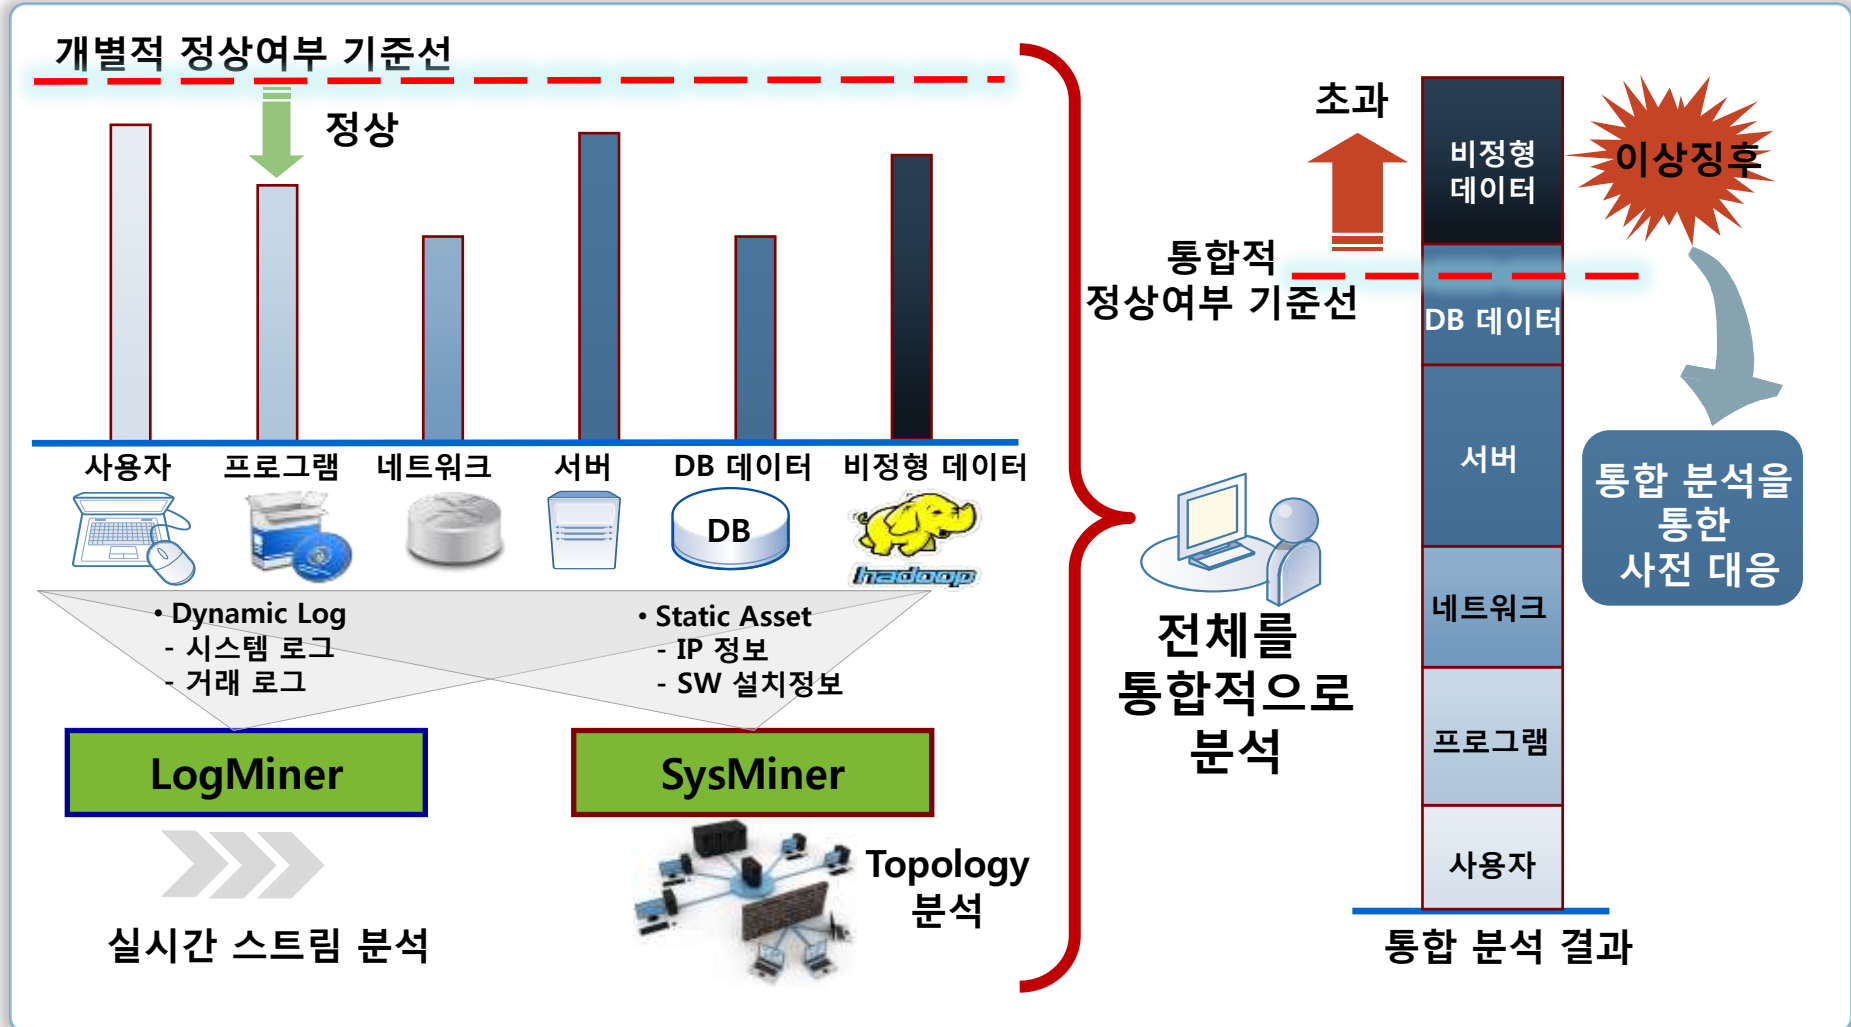 개별적 정상여부 기준선
정상
사용자
프로그램
네트워크
서버
DB 데이터
비정형 데이터
DB
hadoop
• Dynamic Log
- 시스템 로그
- 거래 로그
• Static Asset
- IP 정보
- SW 설치정보
LogMiner
SysMiner
실시간 스트림 분석
Topology
분석
전체를
통합적으로
분석
초과
통합적
정상여부 기준선
비정형
데이터
DB 데이터
서버
네트워크
프로그램
사용자
통합 분석 결과
이상징후
통합 분석을
통한
사전 대응